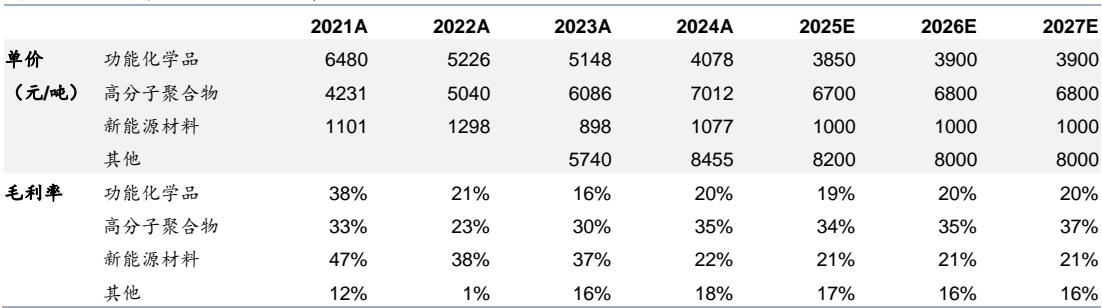 2021A 2022A 2023A 2024A 2025E 2026E 2027E
单价 功能化学品 6480 5226 5148 4078 3850 3900 3900
（元/吨） 高分子聚合物 4231 5040 6086 7012 6700 6800 6800
新能源材料 1101 1298 898 1077 1000 1000 1000
其他 5740 8455 8200 8000 8000
毛利率 功能化学品 38% 21% 16% 20% 19% 20% 20%
高分子聚合物 33% 23% 30% 35% 34% 35% 37%
新能源材料 47% 38% 37% 22% 21% 21% 21%
其他 12% 1% 16% 18% 17% 16% 16%